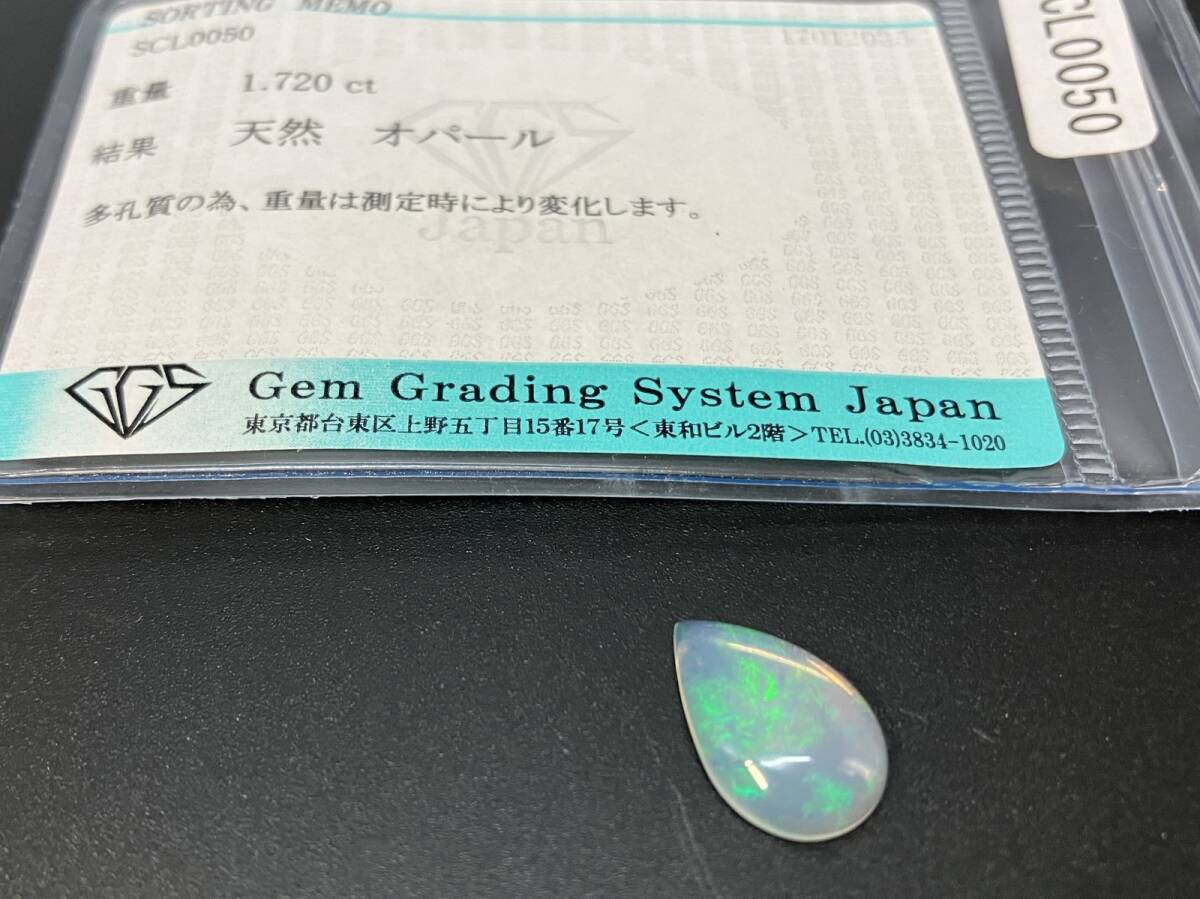 SORTING MEMO
SCL0050
重量 1.720 ct
結果 天然 オパール
多孔質の為、重量は測定時により変化します。
Japan
GGS Gem Grading System Japan
東京都台東区上野五丁目15番17号<東和ビル2階>TEL.(03)3834-1020
CL0050